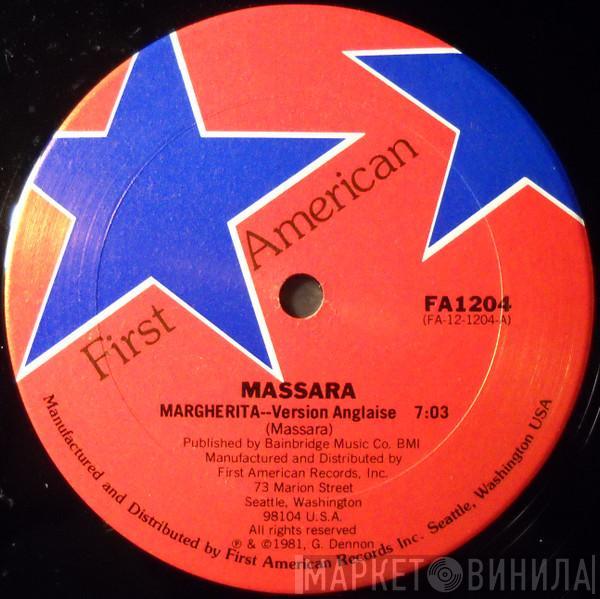 First American
FA1204
(FA-12-1204-A)
MASSARA
MARGHERITA--Version Anglaise 7:03
(Massara)
Published by Bainbridge Music Co. BMI
Manufactured and Distributed by
First American Records, Inc.
73 Marion Street
Seattle, Washington
98104 U.S.A.
All rights reserved
℗ & ©1981, G. Dennon
Manufactured and Distributed by First American Records Inc. Seattle, Washington USA
МАРКЕТ ВИНИЛА